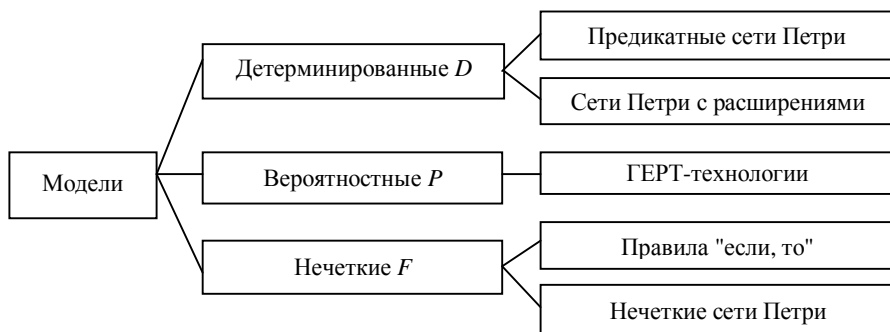 Модели
Детерминированные D
Предикатные сети Петри
Сети Петри с расширениями
Вероятностные P
ГЕРТ-технологии
Нечеткие F
Правила "если, то"
Нечеткие сети Петри